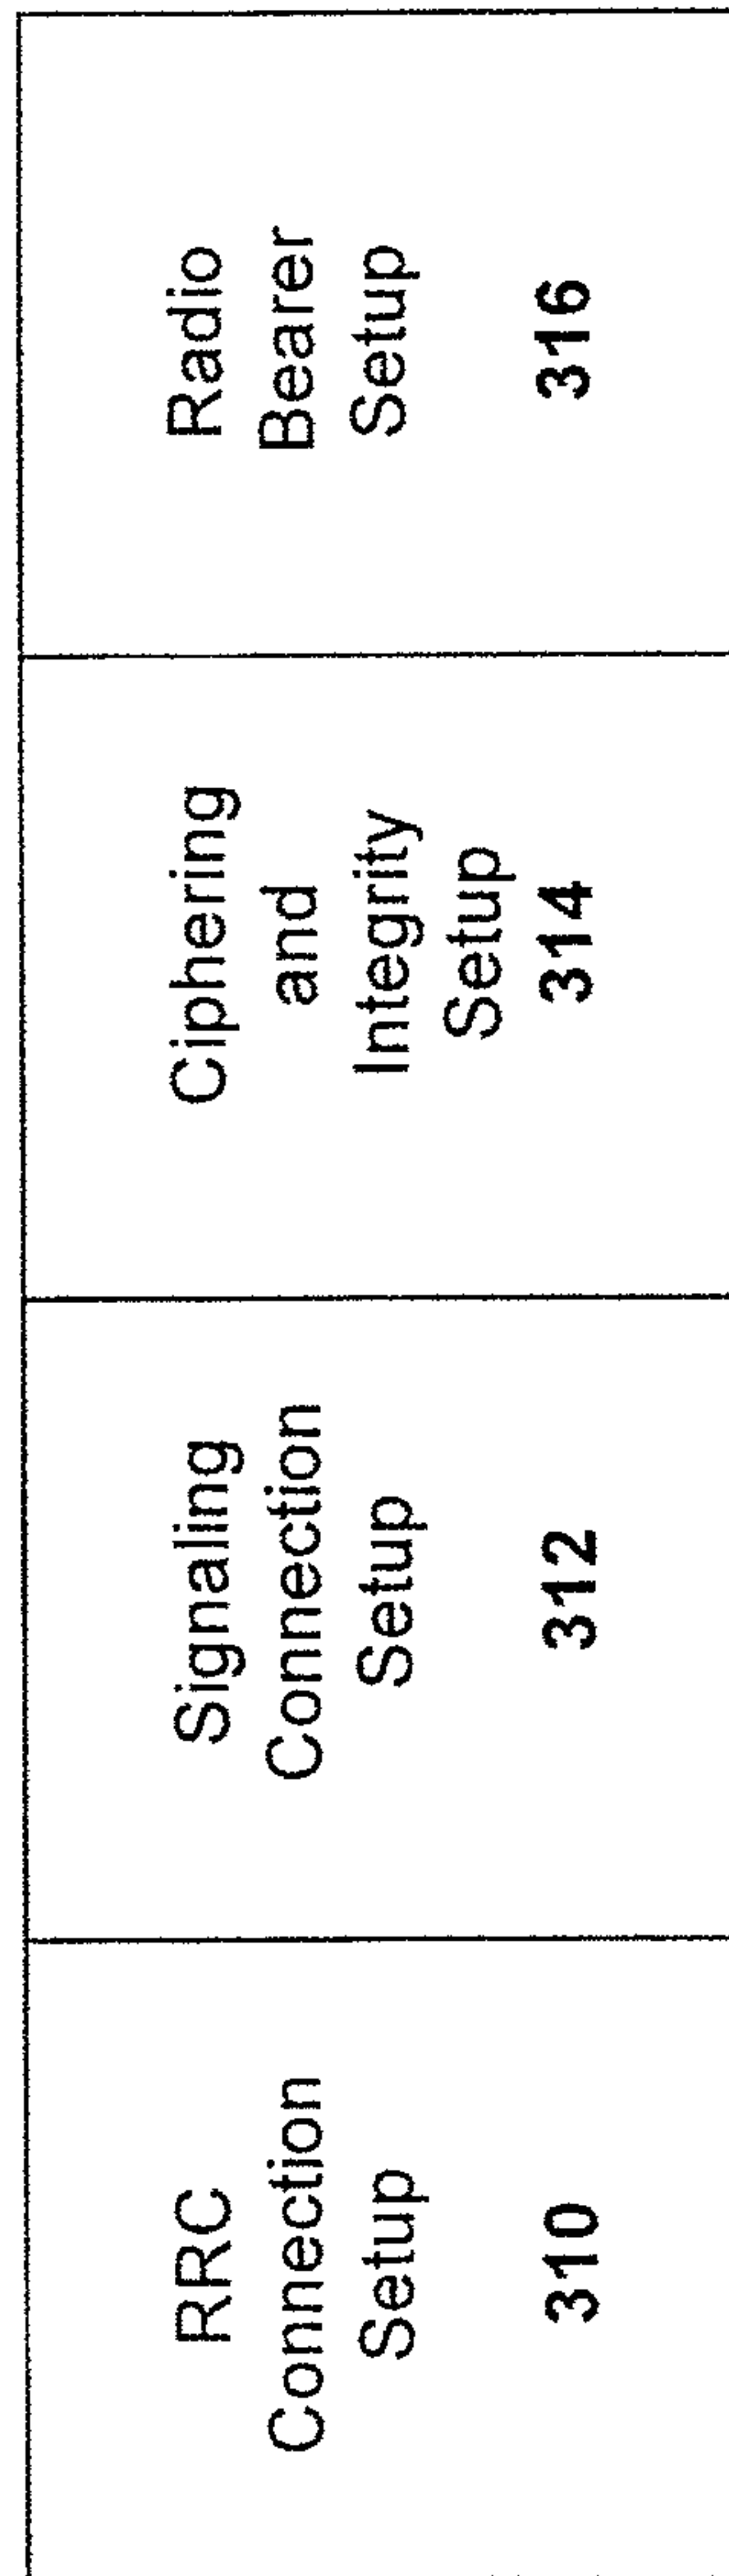 RRC
Connection
Setup
310
Signaling
Connection
Setup
312
Ciphering
and
Integrity
Setup
314
Radio
Bearer
Setup
316